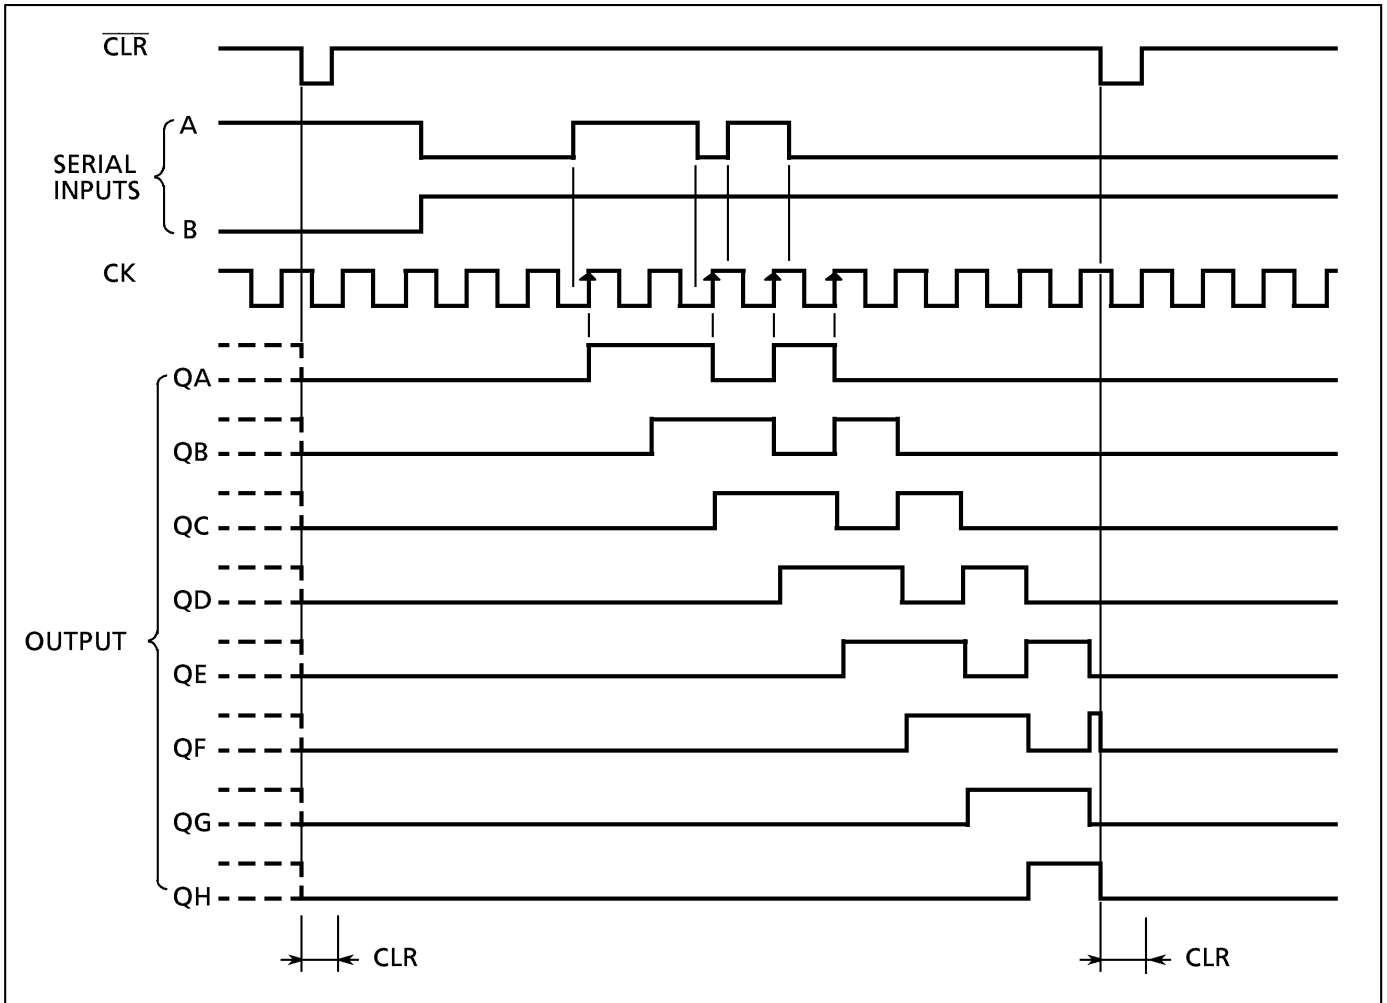 CLR
A
SERIAL
INPUTS
B
CK
QA
QB
QC
QD
OUTPUT
QE
QF
QG
QH
CLR
CLR